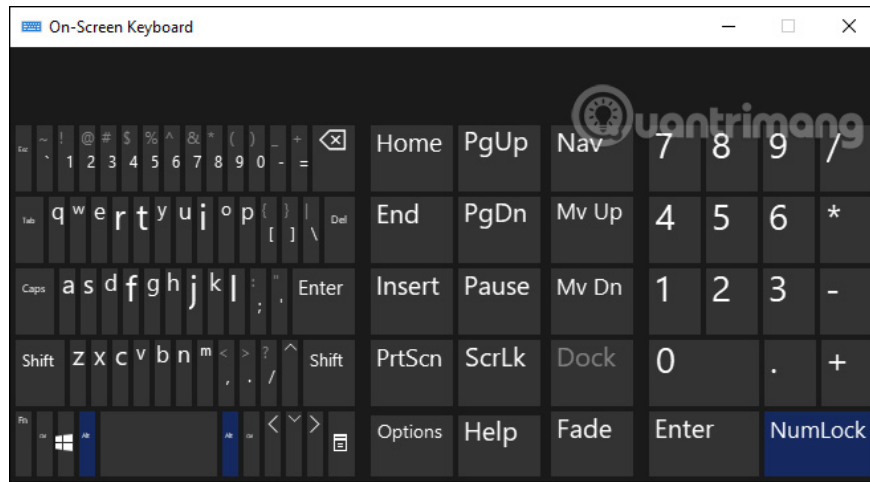 On-Screen Keyboard
uantrimang
Esc ~ ` ! 1 @ 2 # 3 $ 4 % 5 ^ 6 & 7 * 8 ( 9 ) 0 _ - + = Home PgUp Nav 7 8 9 /
Tab q w e r t y u i o p { [ } ] | \ Del End PgDn Mv Up 4 5 6 *
Caps a s d f g h j k l : ; " ' Enter Insert Pause Mv Dn 1 2 3 -
Shift z x c v b n m < , > . ? / ^ Shift PrtScn ScrLk Dock 0 . +
Fn Ctrl Alt Alt Ctrl < > Options Help Fade Enter NumLock